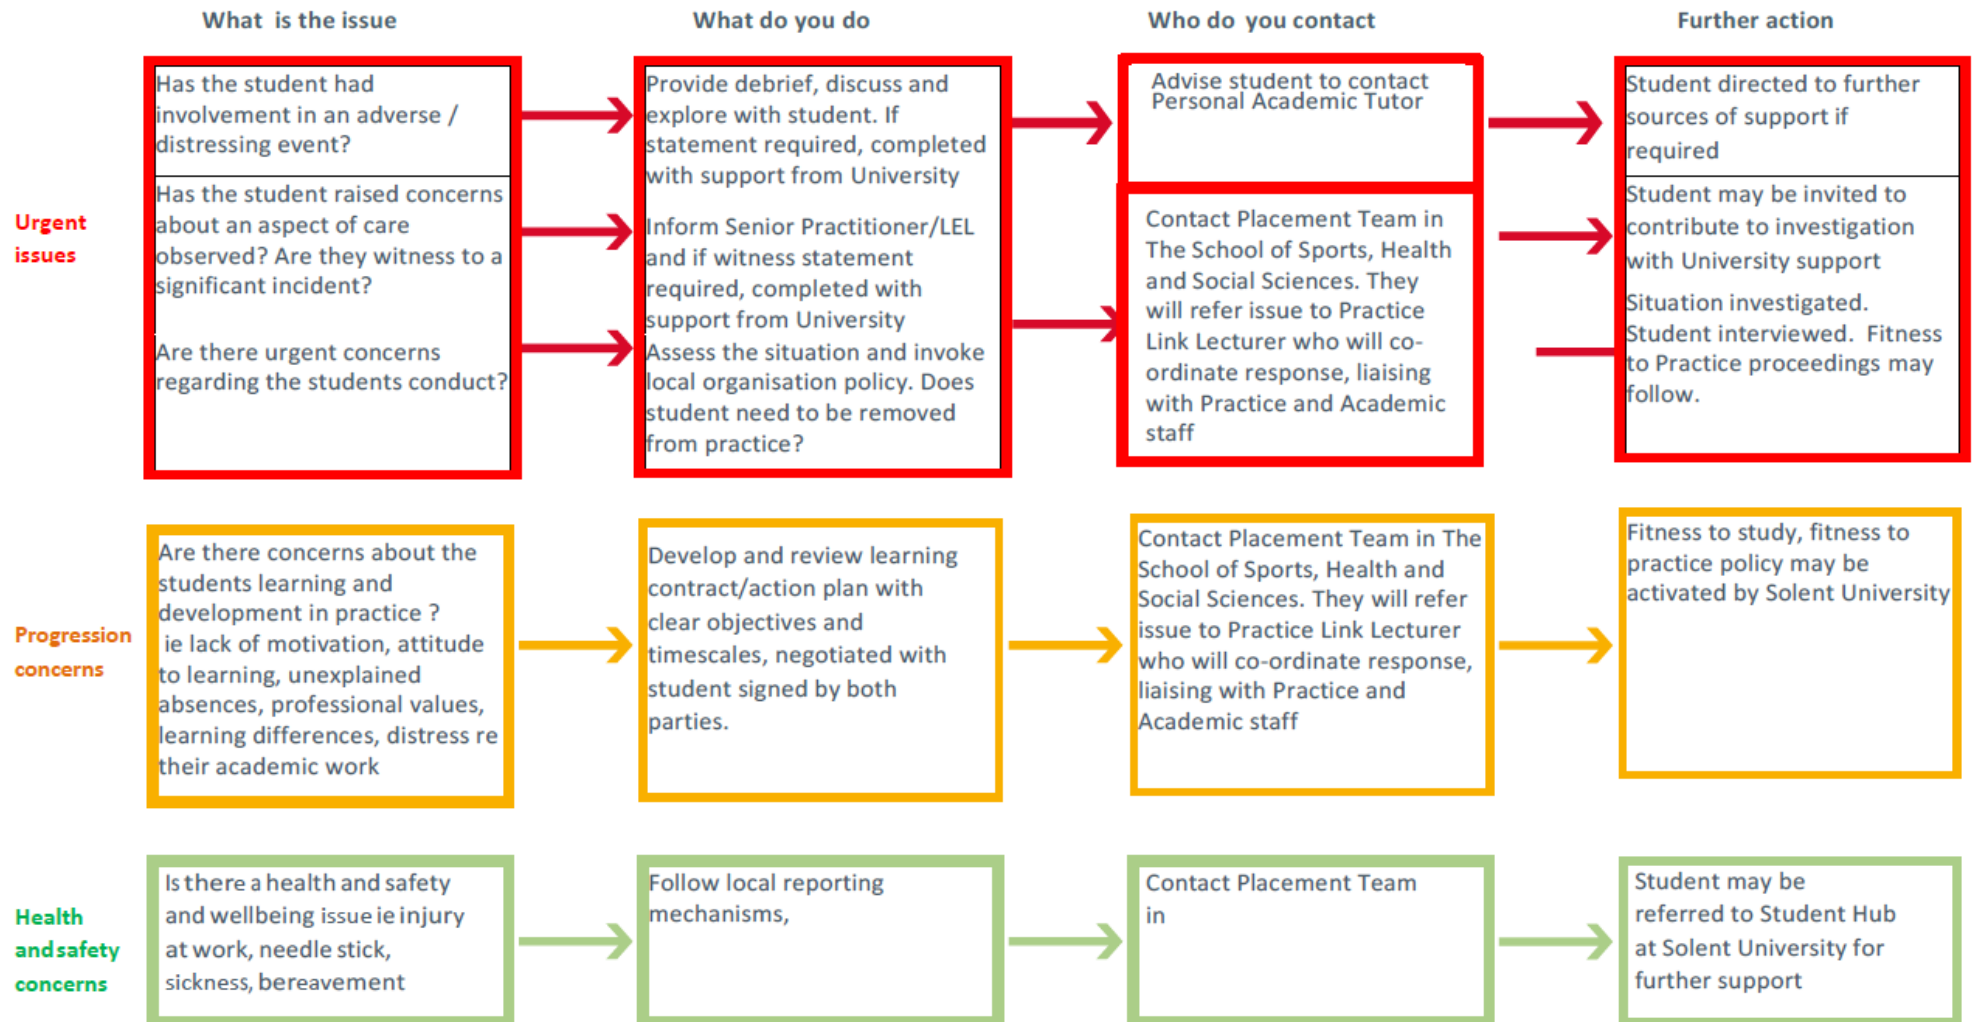 What is the issue
What do you do
Who do you contact
Further action
Urgent
issues
Has the student had
involvement in an adverse /
distressing event?
Has the student raised concerns
about an aspect of care
observed? Are they witness to a
significant incident?
Are there urgent concerns
regarding the students conduct?
Provide debrief, discuss and
explore with student. If
statement required, completed
with support from University
Inform Senior Practitioner/LEL
and if witness statement
required, completed with
support from University
Assess the situation and invoke
local organisation policy. Does
student need to be removed
from practice?
Advise student to contact
Personal Academic Tutor
Contact Placement Team in
The School of Sports, Health
and Social Sciences. They
will refer issue to Practice
Link Lecturer who will co-
ordinate response, liaising
with Practice and Academic
staff
Student directed to further
sources of support if
required
Student may be invited to
contribute to investigation
with University support
Situation investigated.
Student interviewed. Fitness
to Practice proceedings may
follow.
Progression
concerns
Are there concerns about the
students learning and
development in practice ?
ie lack of motivation, attitude
to learning, unexplained
absences, professional values,
learning differences, distress re
their academic work
Develop and review learning
contract/action plan with
clear objectives and
timescales, negotiated with
student signed by both
parties.
Contact Placement Team in The
School of Sports, Health and
Social Sciences. They will refer
issue to Practice Link Lecturer
who will co-ordinate response,
liaising with Practice and
Academic staff
Fitness to study, fitness to
practice policy may be
activated by Solent University
Health
and safety
concerns
Is there a health and safety
and wellbeing issue ie injury
at work, needle stick,
sickness, bereavement
Follow local reporting
mechanisms,
Contact Placement Team
in
Student may be
referred to Student Hub
at Solent University for
further support